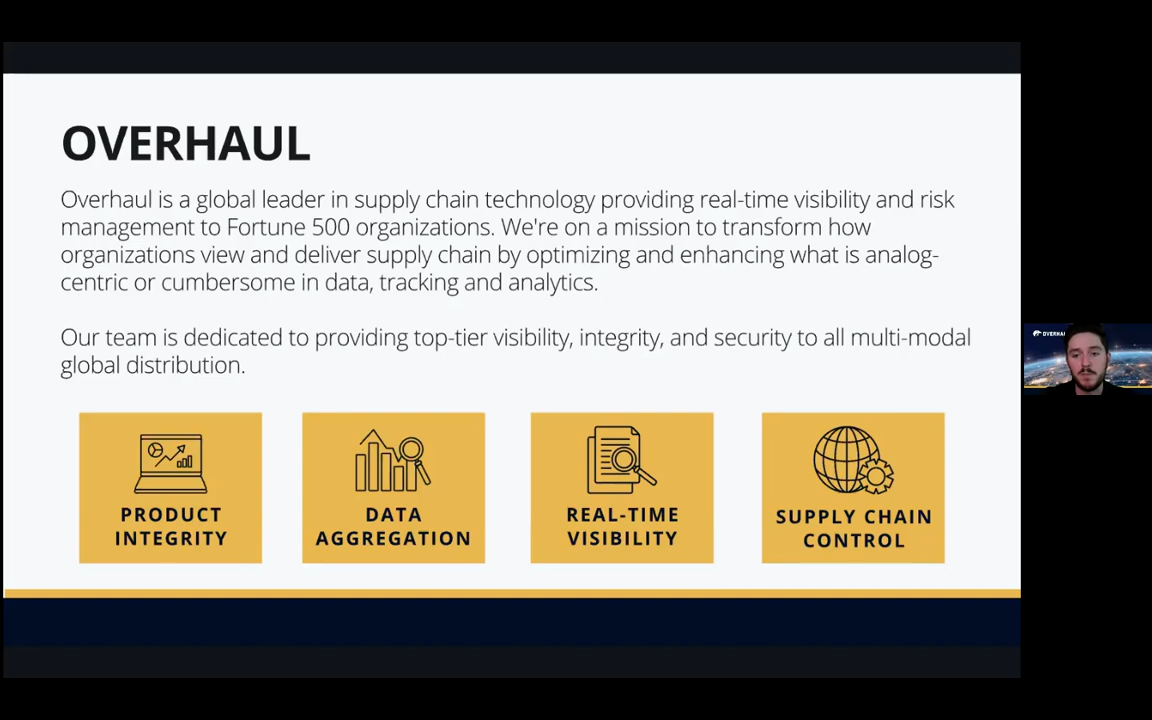 OVERHAUL
Overhaul is a global leader in supply chain technology providing real-time visibility and risk
management to Fortune 500 organizations. We're on a mission to transform how
organizations view and deliver supply chain by optimizing and enhancing what is analog-
centric or cumbersome in data, tracking and analytics.
Our team is dedicated to providing top-tier visibility, integrity, and security to all multi-modal
global distribution.
PRODUCT
INTEGRITY
DATA
AGGREGATION
REAL-TIME
VISIBILITY
SUPPLY CHAIN
CONTROL